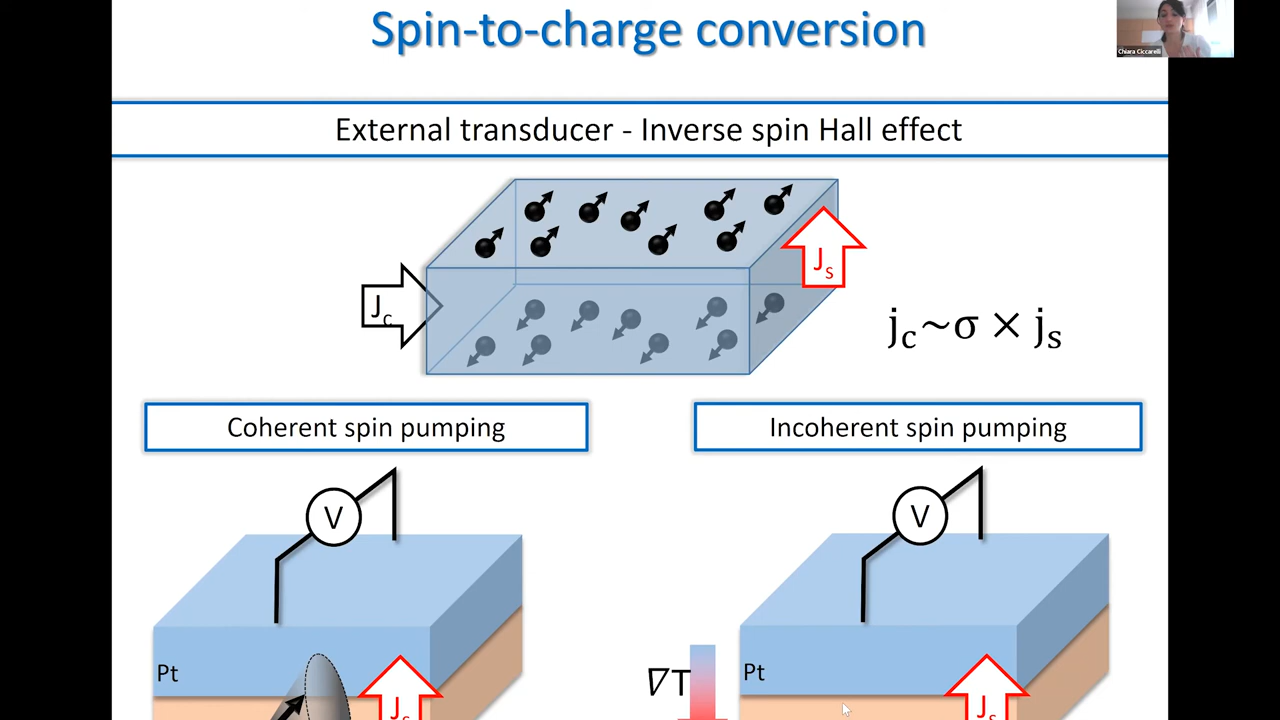 Spin-to-charge conversion
Chiara Ciccarelli
External transducer - Inverse spin Hall effect
Js
Jc
jc~σ × js
Coherent spin pumping
Incoherent spin pumping
V
V
Pt
Js
∇T
Pt
Js